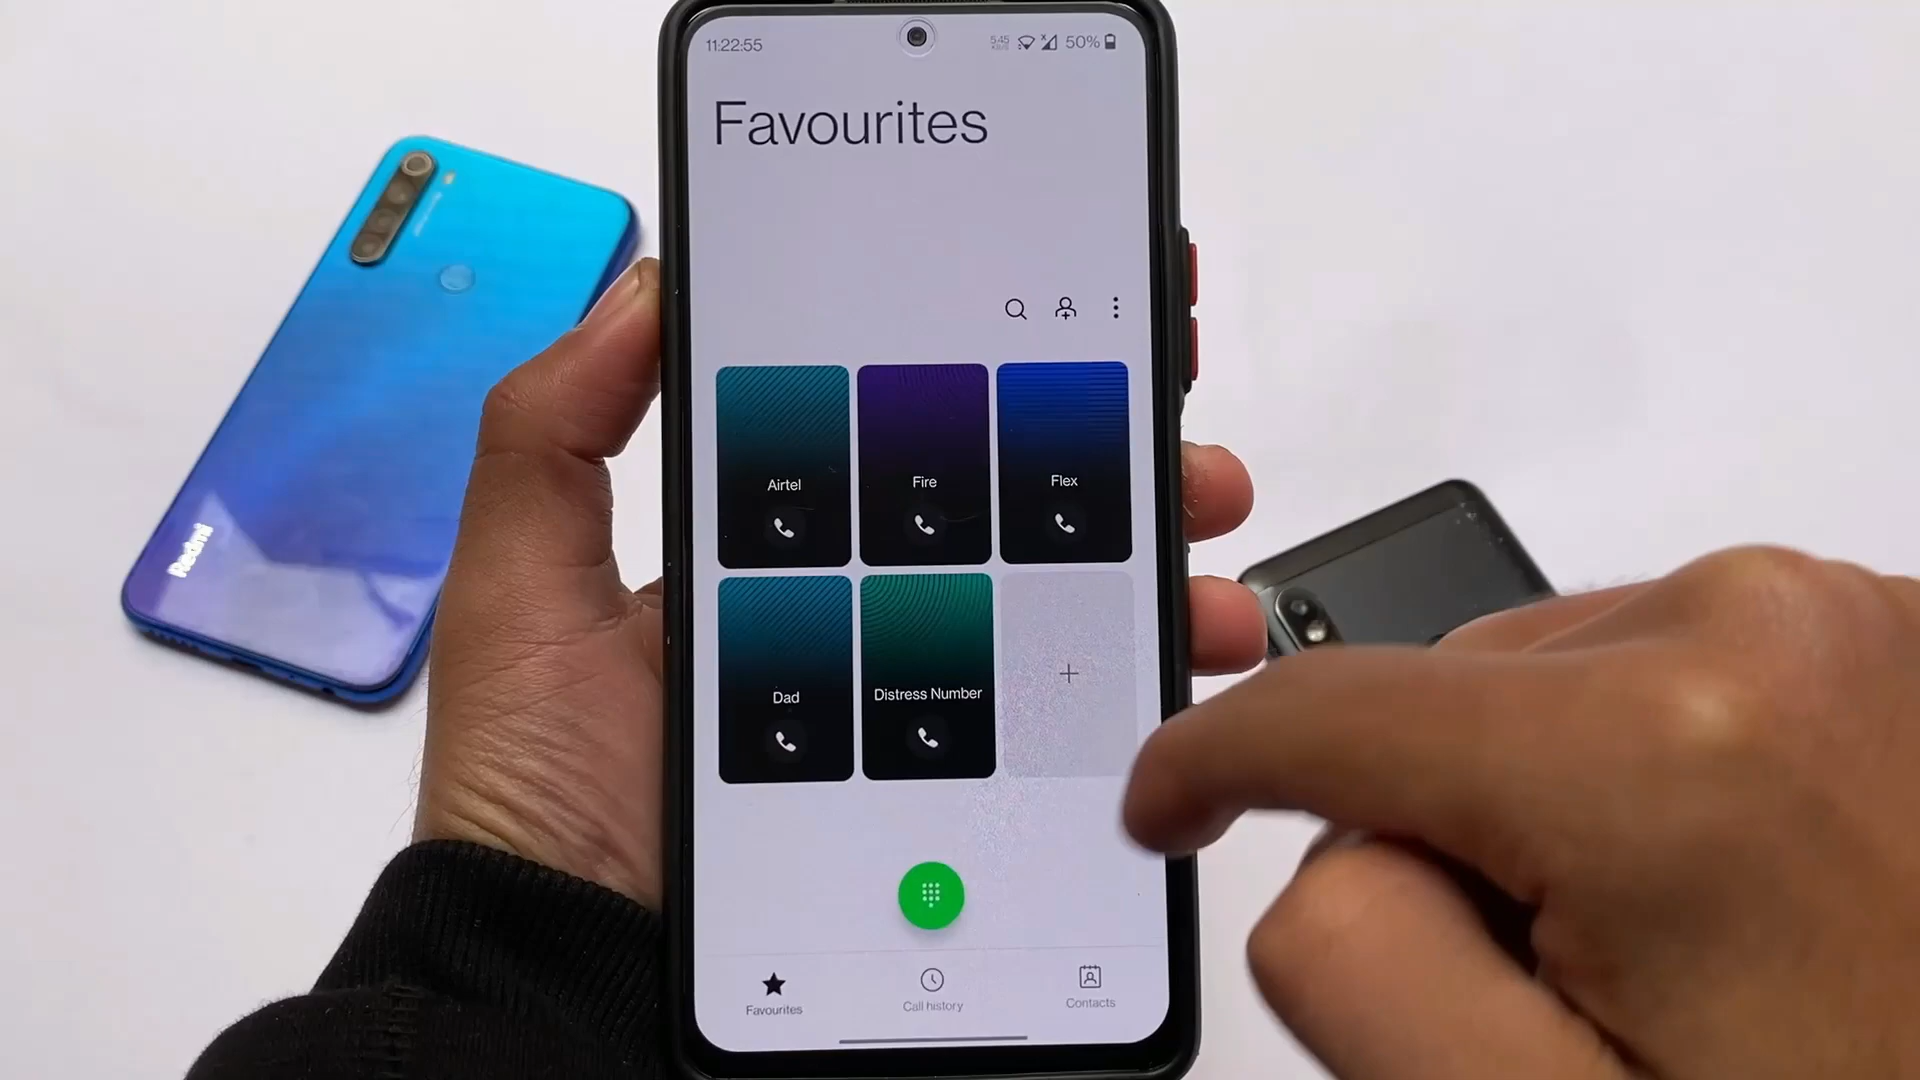 11:22:55
50%
Favourites
Airtel
Fire
Flex
Dad
Distress Number
Favourites
Call history
Contacts
Redmi